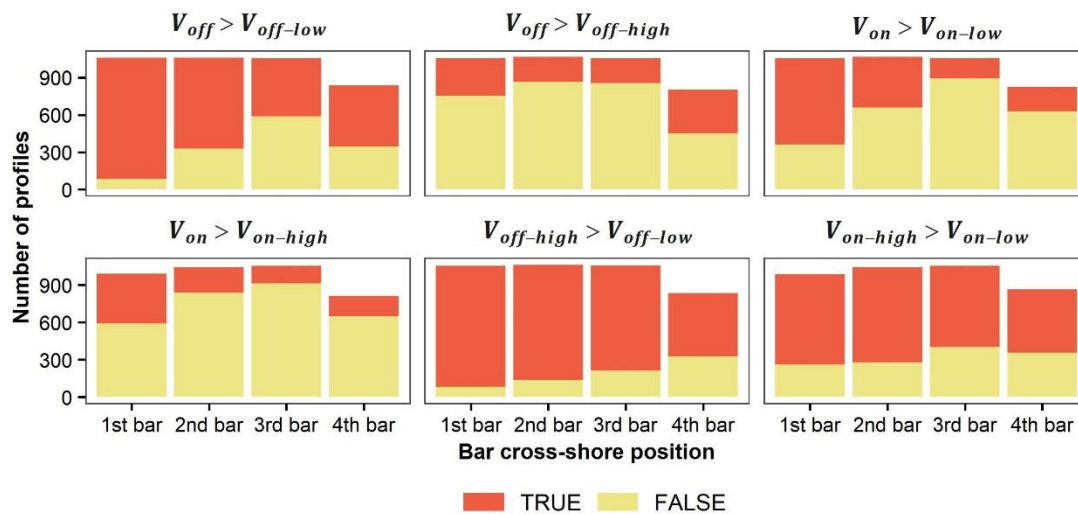 V_off > V_off−low
V_off > V_off−high
V_on > V_on−low
900
600
300
0
V_on > V_on−high
V_off−high > V_off−low
V_on−high > V_on−low
900
600
300
0
Number of profiles
1st bar 2nd bar 3rd bar 4th bar
1st bar 2nd bar 3rd bar 4th bar
1st bar 2nd bar 3rd bar 4th bar
Bar cross-shore position
TRUE FALSE